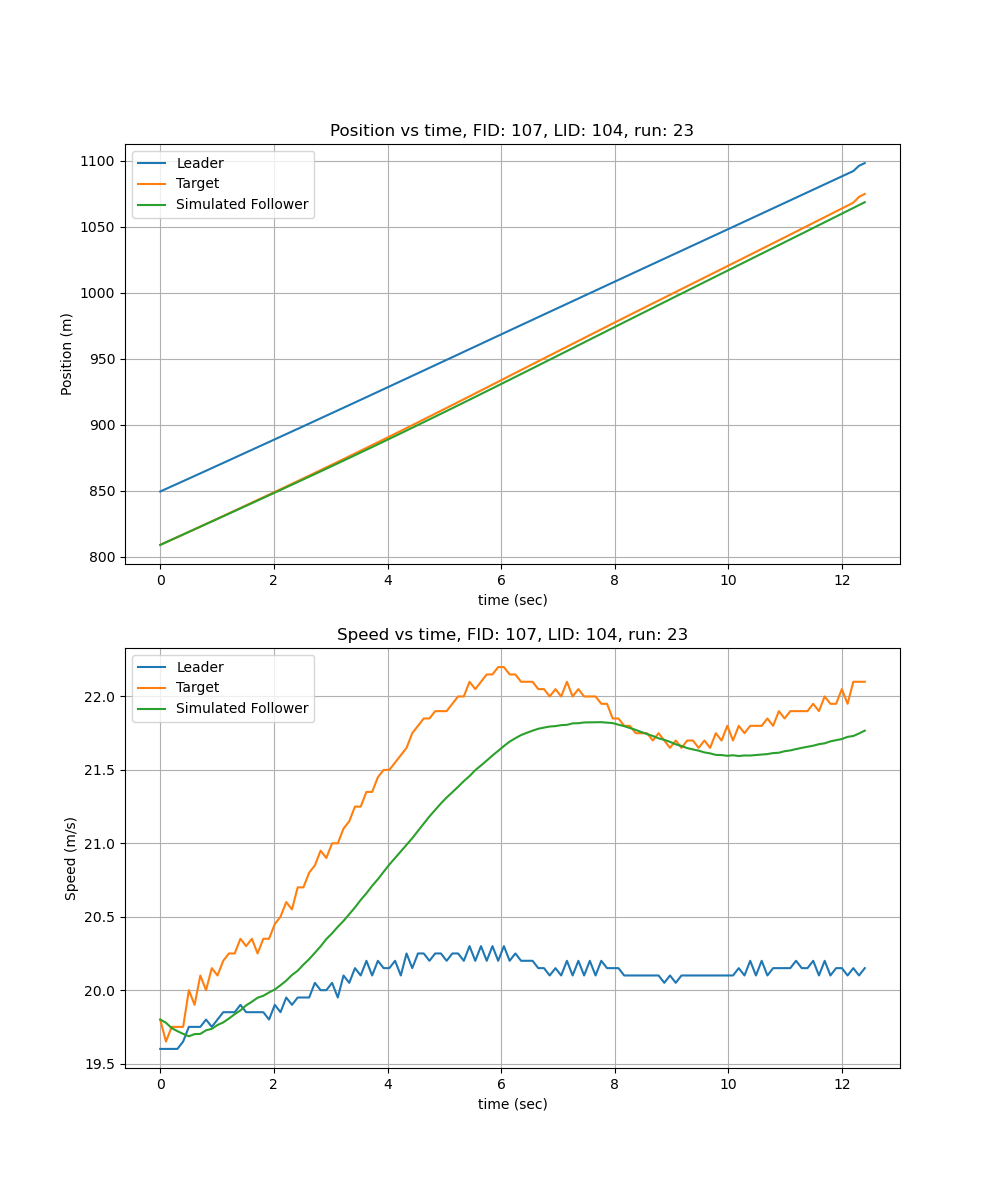 Position vs time, FID: 107, LID: 104, run: 23
Leader
Target
Simulated Follower
1100
1050
1000
950
900
850
800
Position (m)
0 2 4 6 8 10 12
time (sec)
Speed vs time, FID: 107, LID: 104, run: 23
Leader
Target
Simulated Follower
22.0
21.5
21.0
20.5
20.0
19.5
Speed (m/s)
0 2 4 6 8 10 12
time (sec)